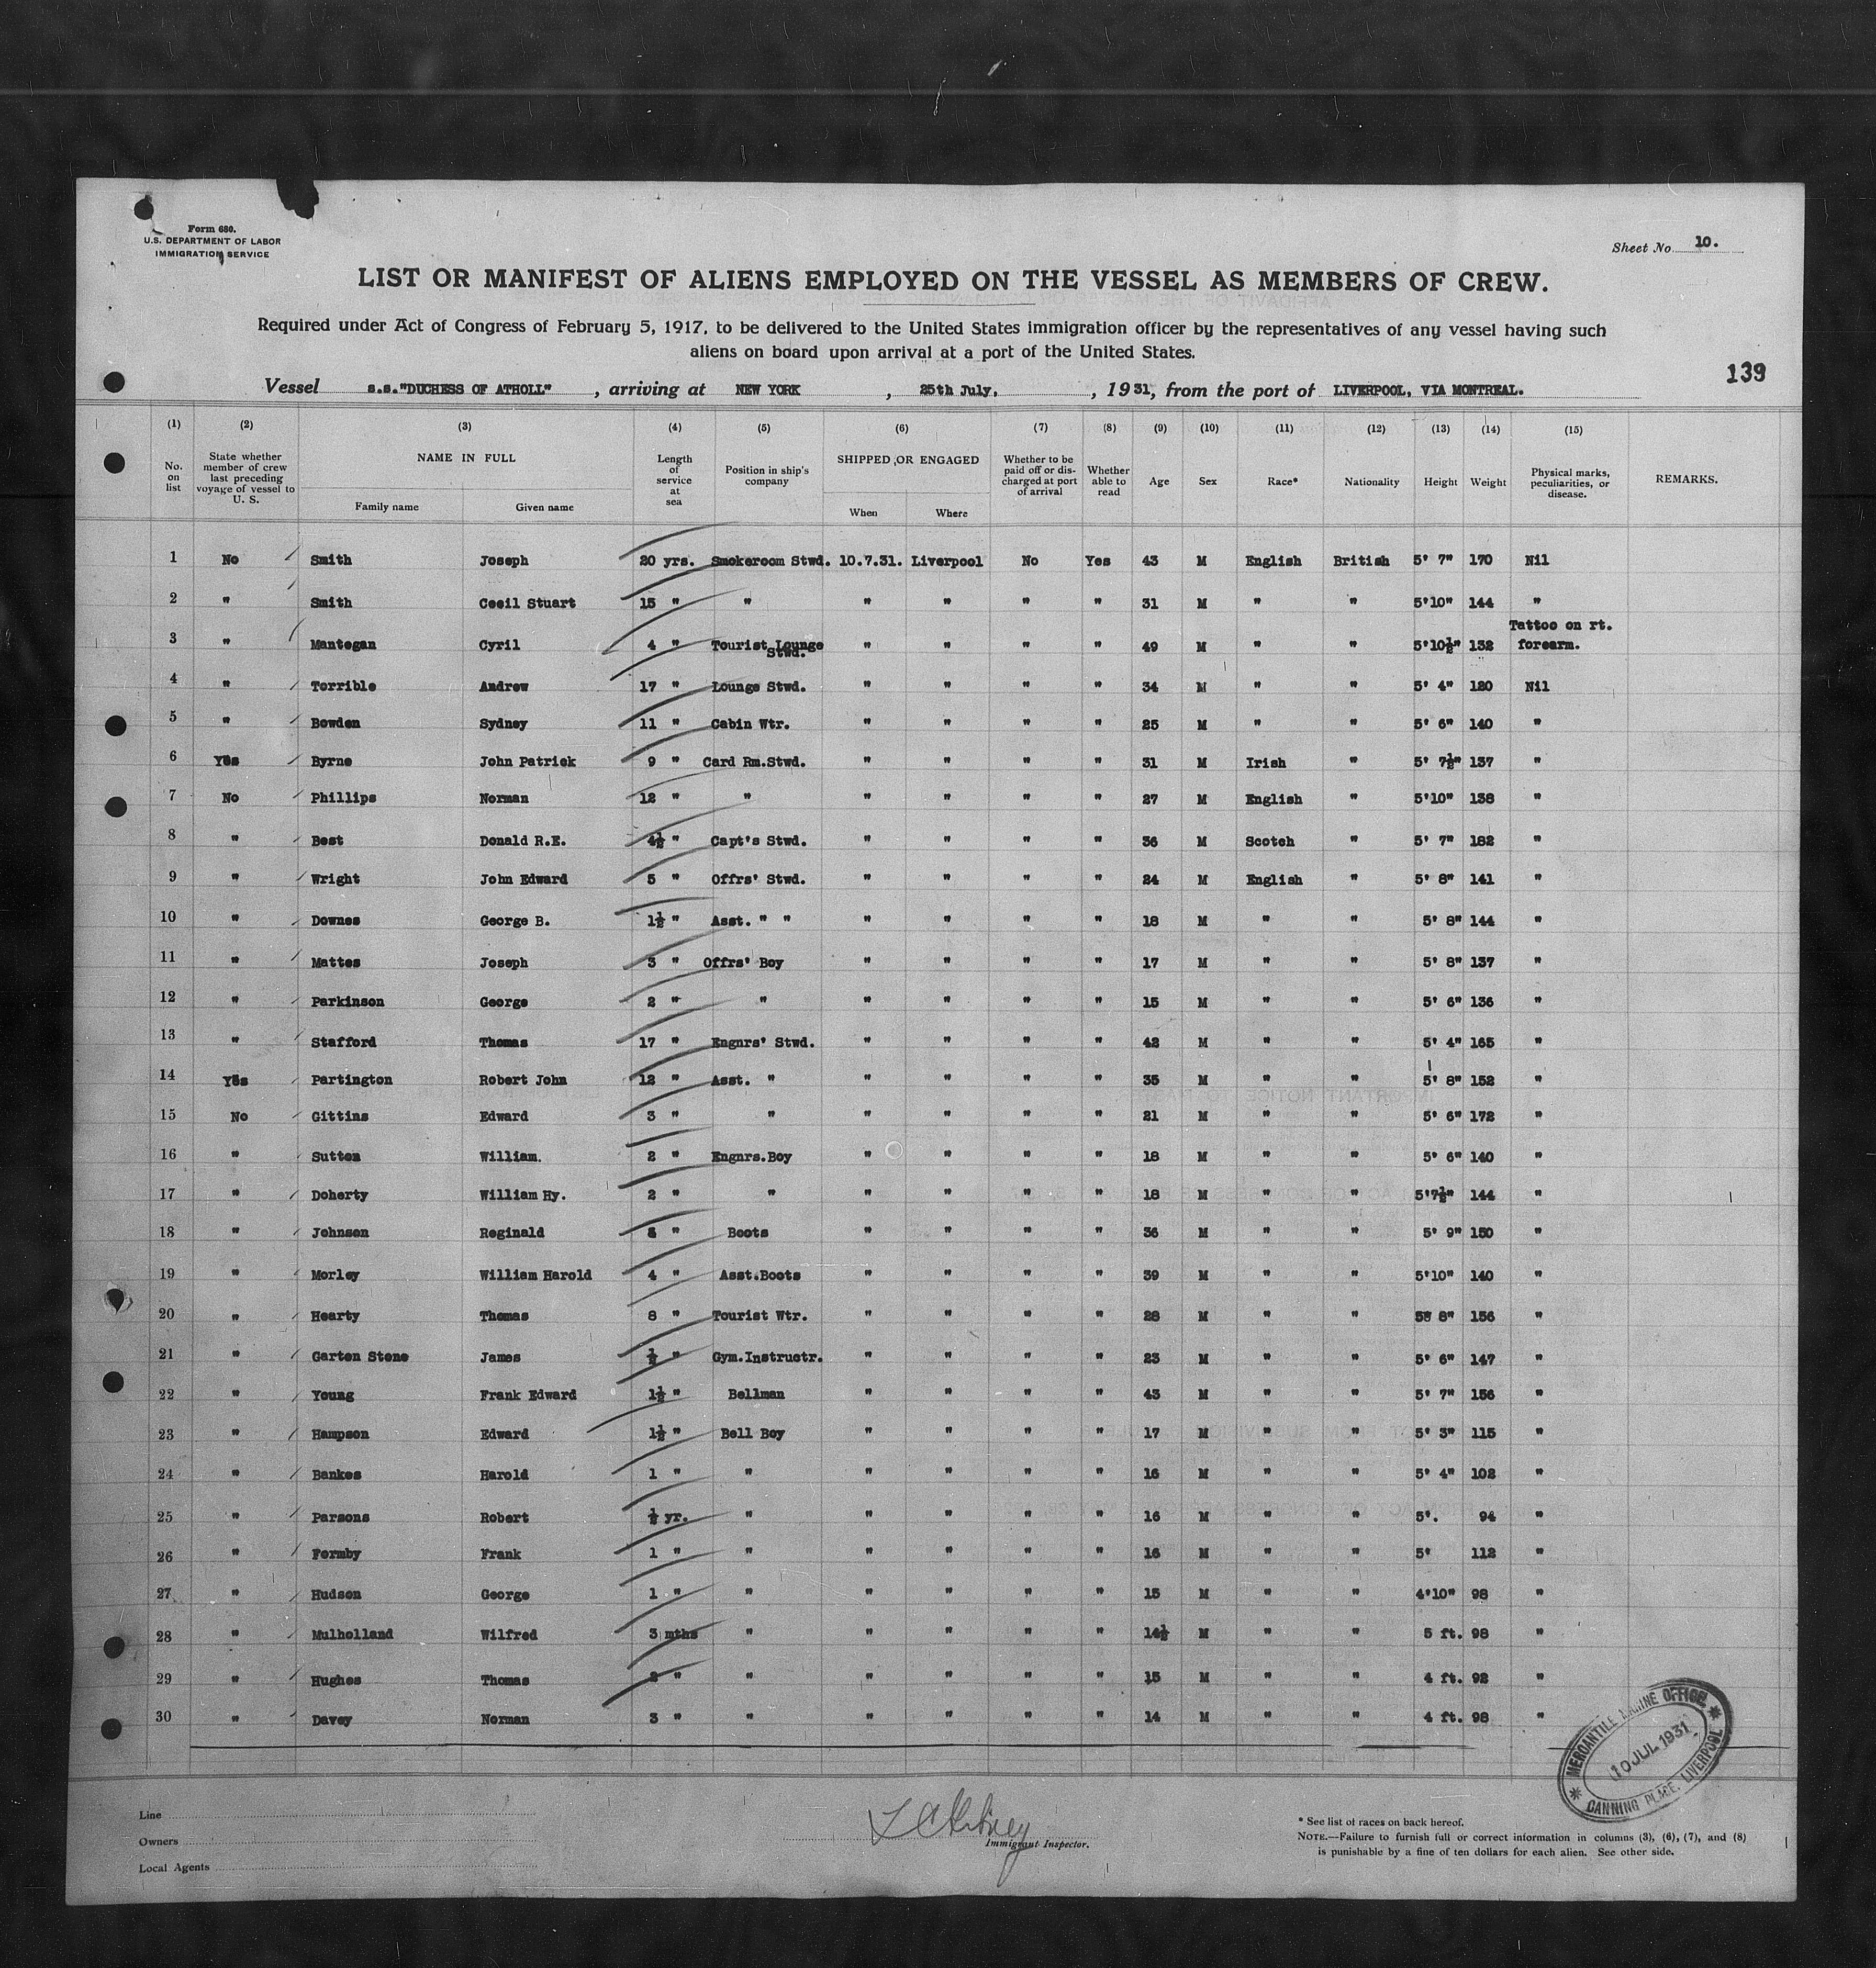 Form 680.
U.S. DEPARTMENT OF LABOR
IMMIGRATION SERVICE
Sheet No 10.
LIST OR MANIFEST OF ALIENS EMPLOYED ON THE VESSEL AS MEMBERS OF CREW.
Required under Act of Congress of February 5, 1917, to be delivered to the United States immigration officer by the representatives of any vessel having such
aliens on board upon arrival at a port of the United States.
139
Vessel s.s."DUCHESS OF ATHOLL" , arriving at NEW YORK , 25th July, , 1931, from the port of LIVERPOOL, VIA MONTREAL.
(1) (2) (3) (4) (5) (6) (7) (8) (9) (10) (11) (12) (13) (14) (15)
No. on list
State whether member of crew last preceding voyage of vessel to U. S.
NAME IN FULL
Family name
Given name
Length of service at sea
Position in ship's company
SHIPPED OR ENGAGED
When
Where
Whether to be paid off or discharged at port of arrival
Whether able to read
Age
Sex
Race*
Nationality
Height
Weight
Physical marks, peculiarities, or disease.
REMARKS.
1 No Smith Joseph 20 yrs. Smokeroom Stwd. 10.7.31. Liverpool No Yes 43 M English British 5' 7" 170 Nil
2 " Smith Cecil Stuart 15 " " " " " " 31 M " " 5'10" 144 "
3 " Mantegan Cyril 4 " Tourist Lounge Stwd. " " " " 49 M " " 5'10½" 132 Tattoo on rt. forearm.
4 " Torrible Andrew 17 " Lounge Stwd. " " " " 34 M " " 5' 4" 120 Nil
5 " Bowden Sydney 11 " Cabin Wtr. " " " " 25 M " " 5' 6" 140 "
6 Yes Byrne John Patrick 9 " Card Rm.Stwd. " " " " 31 M Irish " 5' 7½" 137 "
7 No Phillips Norman 12 " " " " " " 27 M English " 5'10" 138 "
8 " Best Donald R.E. 4½ " Capt's Stwd. " " " " 36 M Scotch " 5' 7" 182 "
9 " Wright John Edward 5 " Offrs' Stwd. " " " " 24 M English " 5' 8" 141 "
10 " Downes George B. 1½ " Asst. " " " " " " 18 M " " 5' 8" 144 "
11 " Mattes Joseph 3 " Offrs' Boy " " " " 17 M " " 5' 8" 137 "
12 " Parkinson George 2 " " " " " " 15 M " " 5' 6" 136 "
13 " Stafford Thomas 17 " Engnrs' Stwd. " " " " 42 M " " 5' 4" 165 "
14 Yes Partington Robert John 12 " Asst. " " " " " 35 M " " 5' 8" 152 "
15 No Gittins Edward 3 " " " " " " 21 M " " 5' 6" 172 "
16 " Sutton William. 2 " Engnrs.Boy " " " " 18 M " " 5' 6" 140 "
17 " Doherty William Hy. 2 " " " " " " 18 M " " 5'7½" 144 "
18 " Johnson Reginald " Boots " " " " 36 M " " 5' 9" 150 "
19 " Morley William Harold 4 " Asst.Boots " " " " 39 M " " 5'10" 140 "
20 " Hearty Thomas 8 " Tourist Wtr. " " " " 28 M " " 5' 8" 156 "
21 " Garton Stone James ½ " Gym.Instructr. " " " " 23 M " " 5' 6" 147 "
22 " Young Frank Edward 1½ " Bellman " " " " 43 M " " 5' 7" 156 "
23 " Hampson Edward 1½ " Bell Boy " " " " 17 M " " 5' 3" 115 "
24 " Bankes Harold 1 " " " " " " 16 M " " 5' 4" 102 "
25 " Parsons Robert ½ yr. " " " " " 16 M " " 5'. 94 "
26 " Formby Frank 1 " " " " " " 16 M " " 5' 112 "
27 " Hudson George 1 " " " " " " 15 M " " 4'10" 98 "
28 " Mulholland Wilfred 3 mths " " " " " 14½ M " " 5 ft. 98 "
29 " Hughes Thomas " " " " " " 15 M " " 4 ft. 92 "
30 " Davey Norman 3 " " " " " " 14 M " " 4 ft. 98 "
MERCANTILE MARINE OFFICE
10 JUL 1931
CANNING PLACE, LIVERPOOL
Line
Owners
Local Agents
Immigrant Inspector.
* See list of races on back hereof.
NOTE.—Failure to furnish full or correct information in columns (3), (6), (7), and (8)
is punishable by a fine of ten dollars for each alien. See other side.